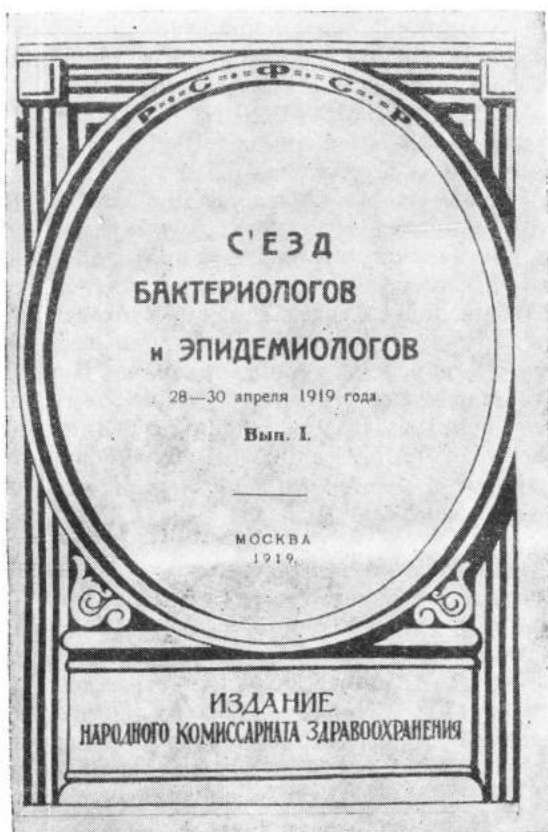 Р.С.Ф.С.Р
С'ЕЗД
БАКТЕРИОЛОГОВ
и ЭПИДЕМИОЛОГОВ
28—30 апреля 1919 года.
Вып. I.
МОСКВА
1919
ИЗДАНИЕ
НАРОДНОГО КОМИССАРИАТА ЗДРАВООХРАНЕНИЯ